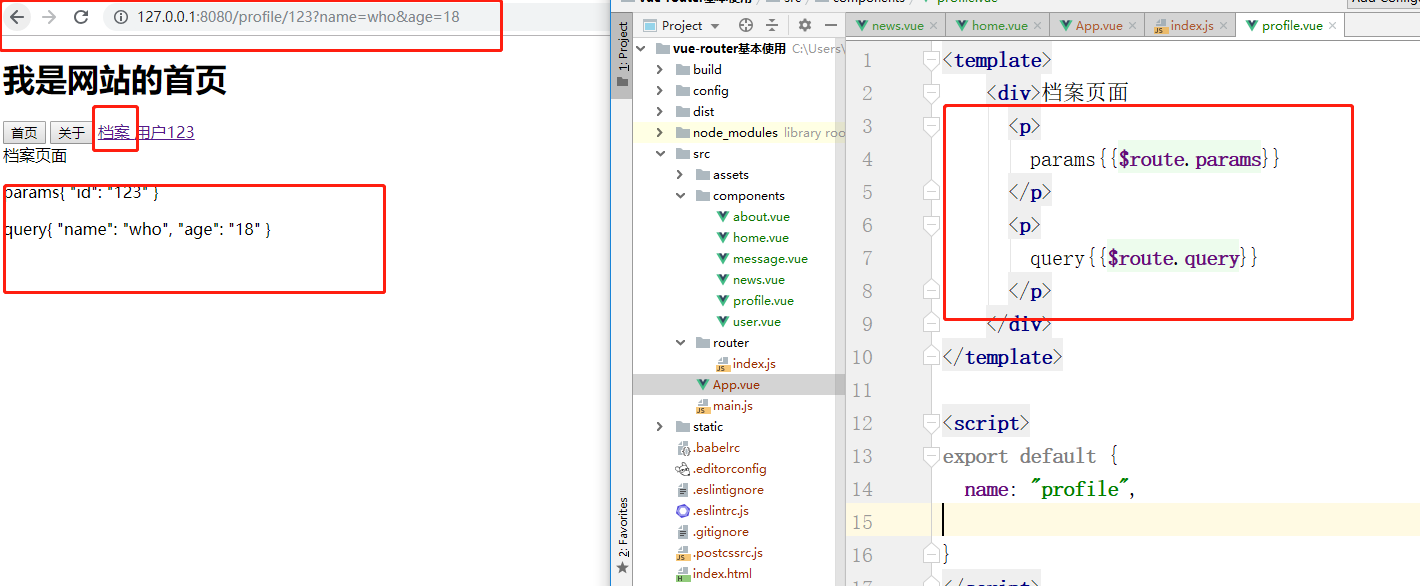 127.0.0.1:8080/profile/123?name=who&age=18
我是网站的首页
首页 关于 档案 用户123
档案页面
params{ "id": "123" }
query{ "name": "who", "age": "18" }
Project
1: Project
2: Favorites
vue-router基本使用 C:\Users\
build
config
dist
node_modules library roo
src
assets
components
about.vue
home.vue
message.vue
news.vue
profile.vue
user.vue
router
index.js
App.vue
main.js
static
.babelrc
.editorconfig
.eslintignore
.eslintrc.js
.gitignore
.postcssrc.js
index.html
news.vue home.vue App.vue index.js profile.vue
1 <template>
2 <div>档案页面
3 <p>
4 params{{$route.params}}
5 </p>
6 <p>
7 query{{$route.query}}
8 </p>
9 </div>
10 </template>
11
12 <script>
13 export default {
14 name: "profile",
15
16 }
17 </script>